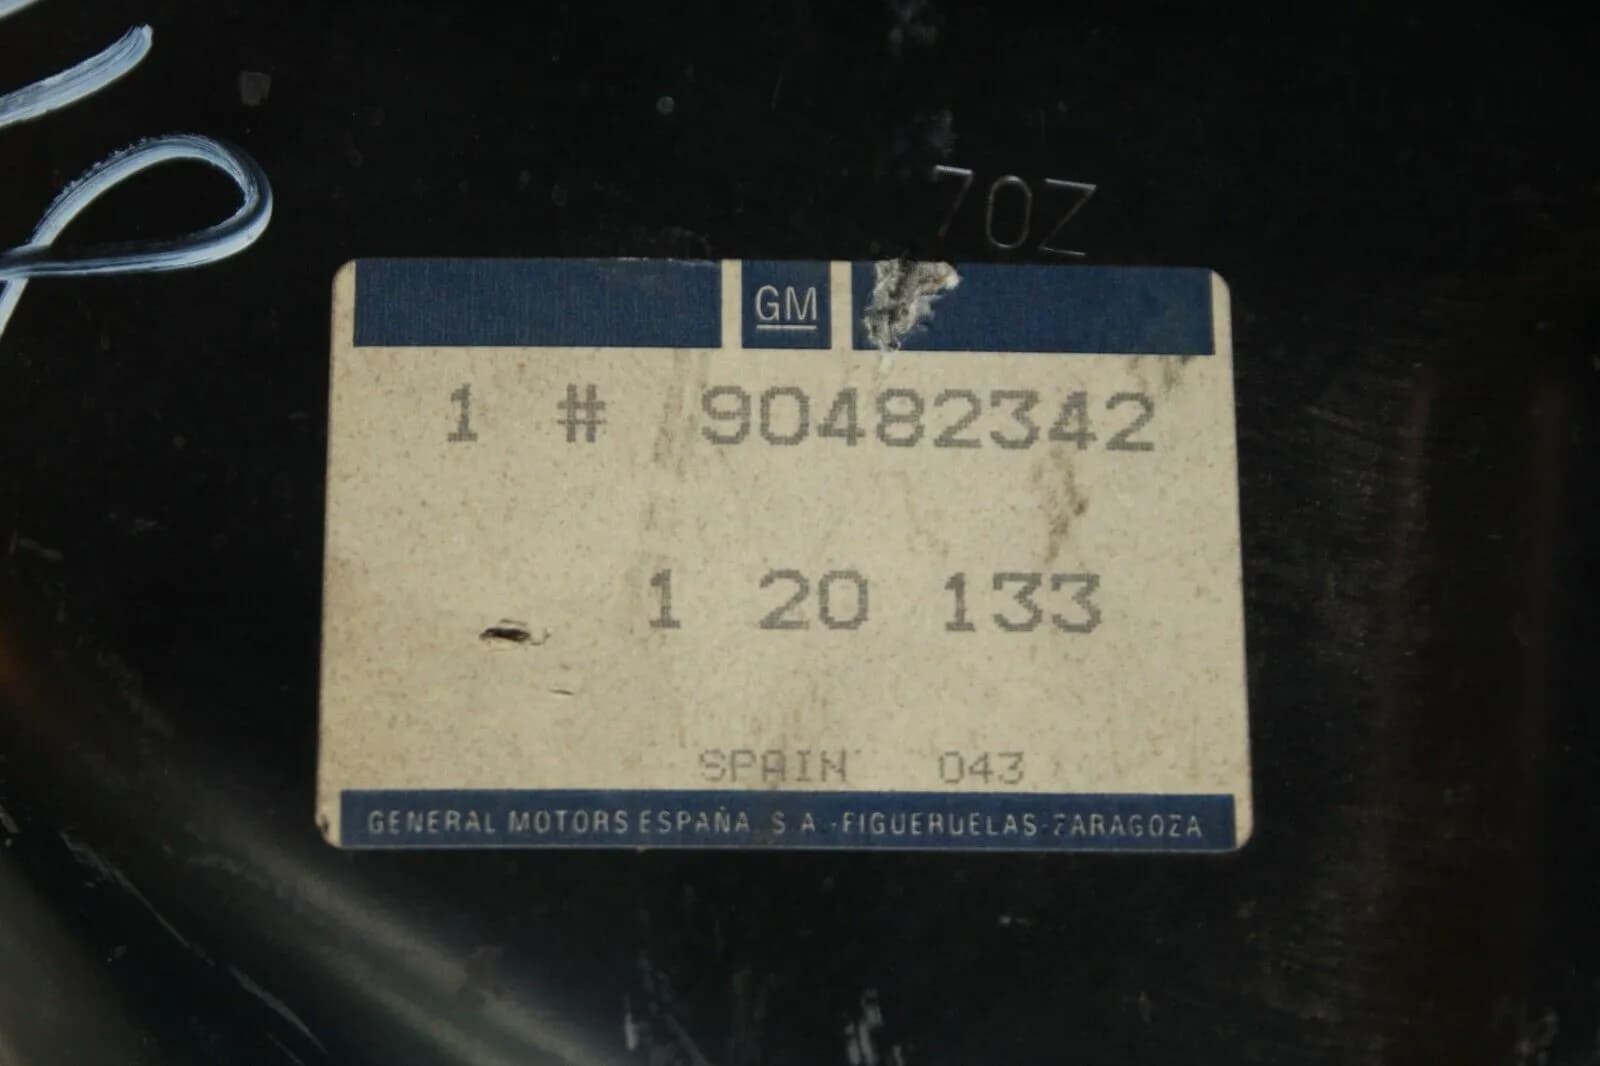 70Z
GM
1 # 90482342
1 20 133
SPAIN 043
GENERAL MOTORS ESPAÑA S.A.-FIGUERUELAS-ZARAGOZA